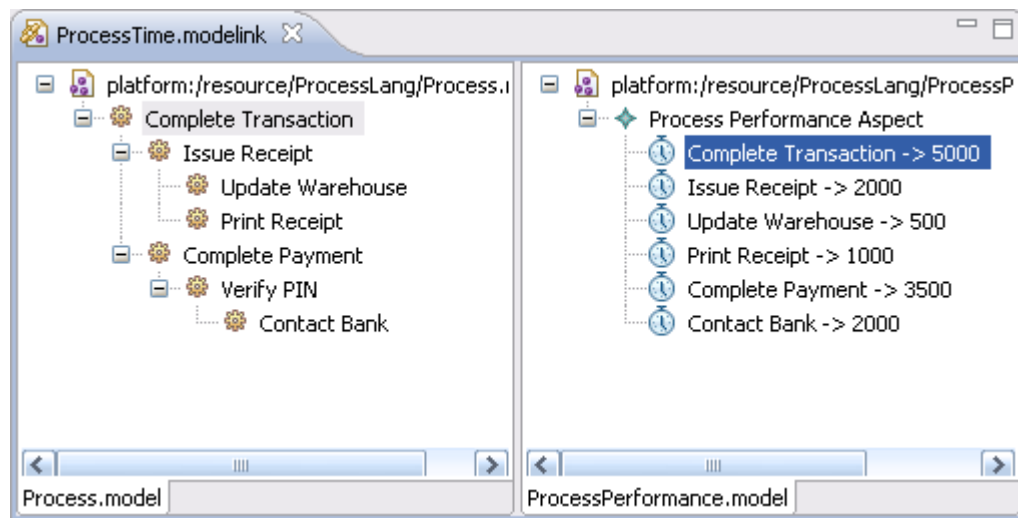 ProcessTime.modelink
platform:/resource/ProcessLang/Process.
Complete Transaction
Issue Receipt
Update Warehouse
Print Receipt
Complete Payment
Verify PIN
Contact Bank
Process.model
platform:/resource/ProcessLang/ProcessP
Process Performance Aspect
Complete Transaction -> 5000
Issue Receipt -> 2000
Update Warehouse -> 500
Print Receipt -> 1000
Complete Payment -> 3500
Contact Bank -> 2000
ProcessPerformance.model